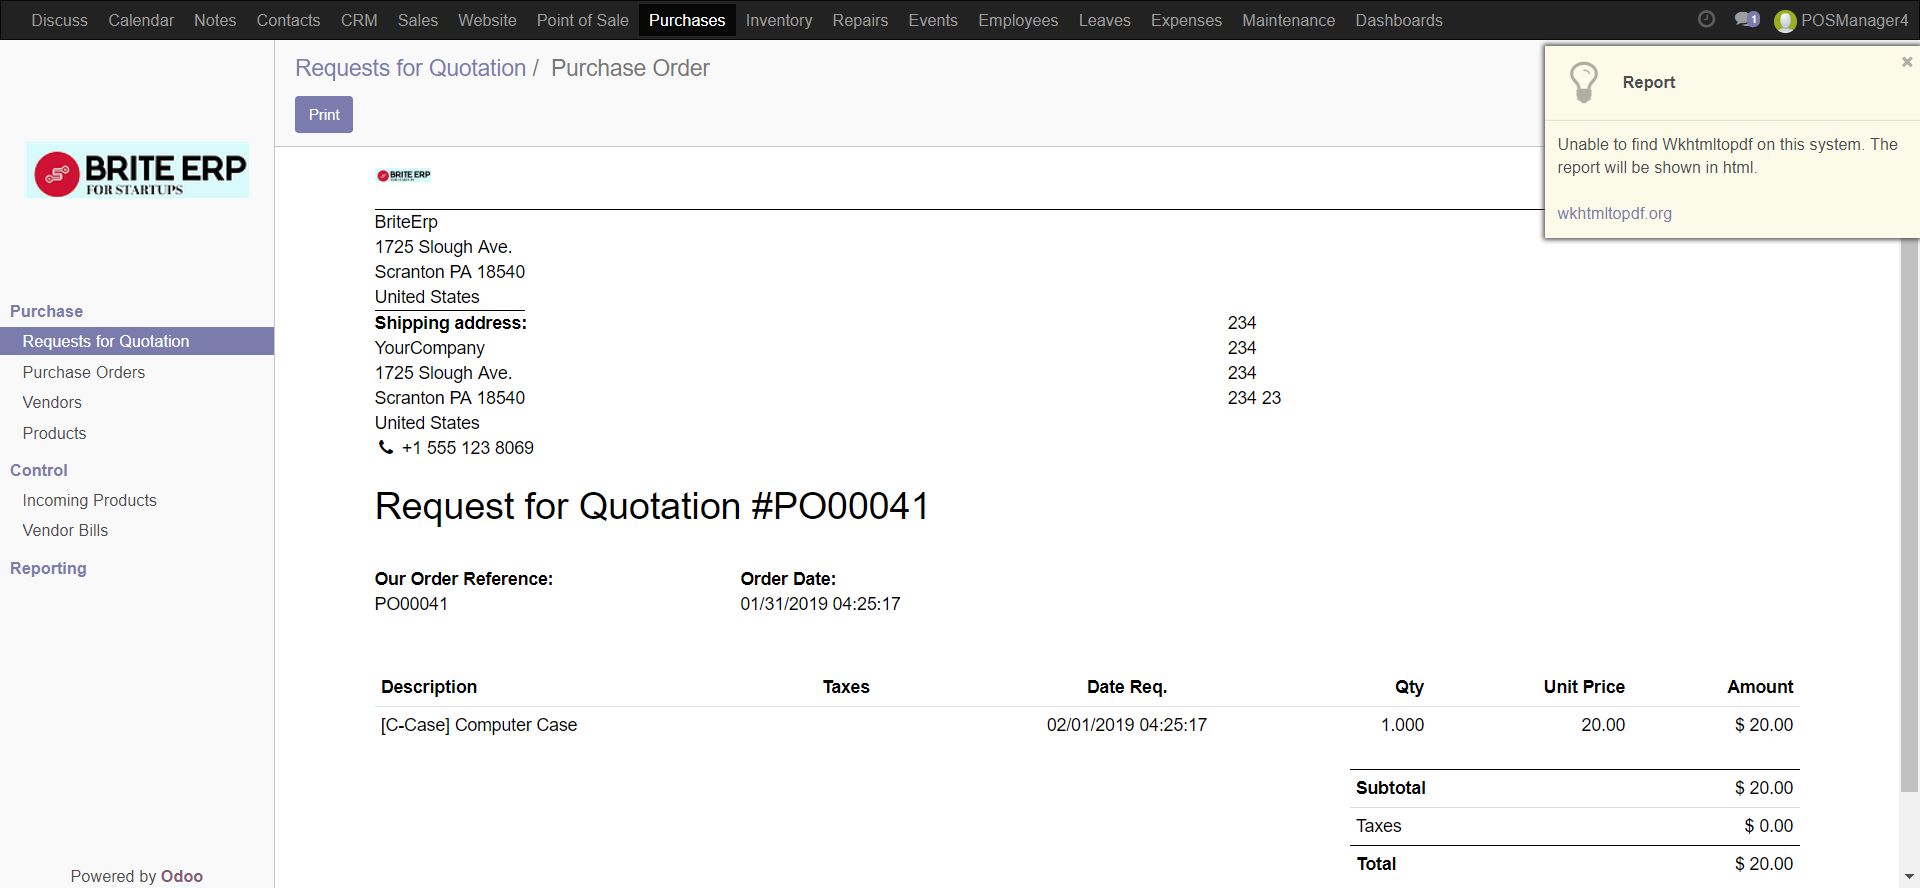 Discuss Calendar Notes Contacts CRM Sales Website Point of Sale Purchases Inventory Repairs Events Employees Leaves Expenses Maintenance Dashboards 1 POSManager4
Requests for Quotation / Purchase Order
Print
Report
Unable to find Wkhtmltopdf on this system. The
report will be shown in html.
wkhtmltopdf.org
BRITE ERP
FOR STARTUPS
Purchase
Requests for Quotation
Purchase Orders
Vendors
Products
Control
Incoming Products
Vendor Bills
Reporting
Powered by Odoo
BRITE ERP
FOR STARTUPS
BriteErp
1725 Slough Ave.
Scranton PA 18540
United States
Shipping address:
YourCompany
1725 Slough Ave.
Scranton PA 18540
United States
+1 555 123 8069
234
234
234
234 23
Request for Quotation #PO00041
Our Order Reference: Order Date:
PO00041 01/31/2019 04:25:17
Description Taxes Date Req. Qty Unit Price Amount
[C-Case] Computer Case 02/01/2019 04:25:17 1.000 20.00 $ 20.00
Subtotal $ 20.00
Taxes $ 0.00
Total $ 20.00